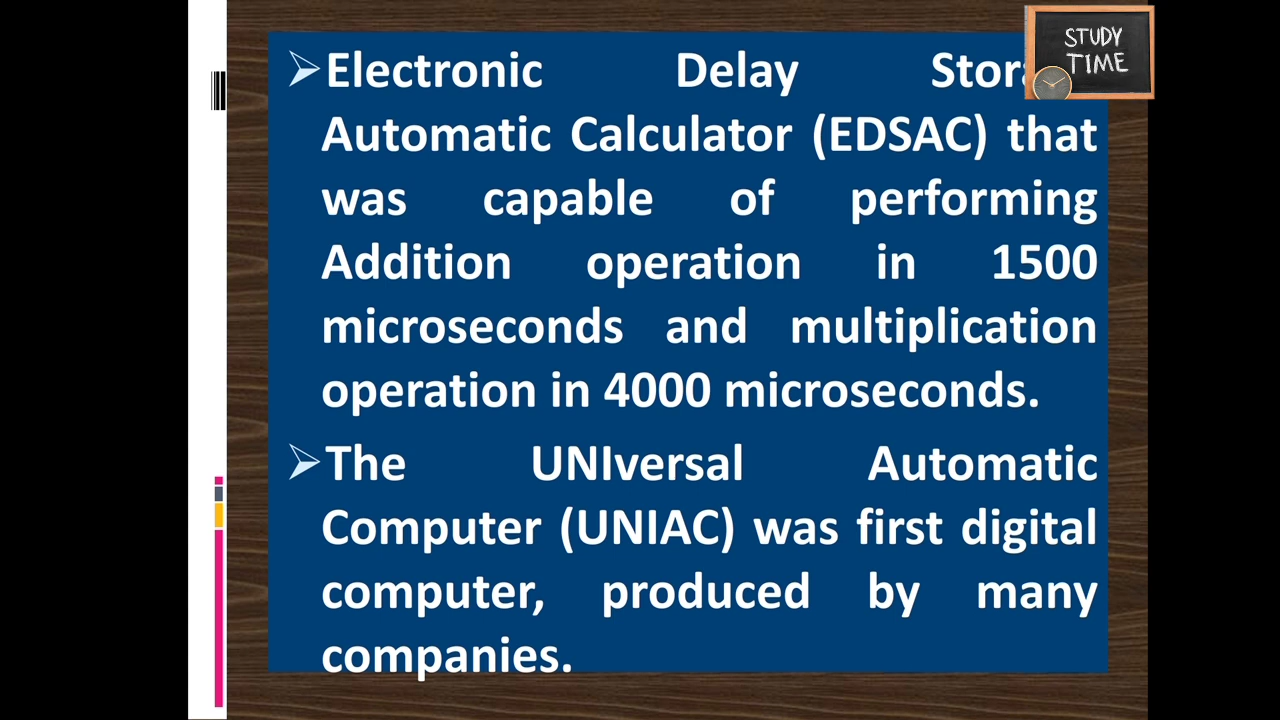 Electronic Delay
Automatic Calculator (EDSAC) that
was capable of performing
Addition operation in 1500
microseconds and multiplication
operation in 4000 microseconds.
The UNIversal Automatic
Computer (UNIAC) was first digital
computer, produced by many
companies.
STUDY
TIME